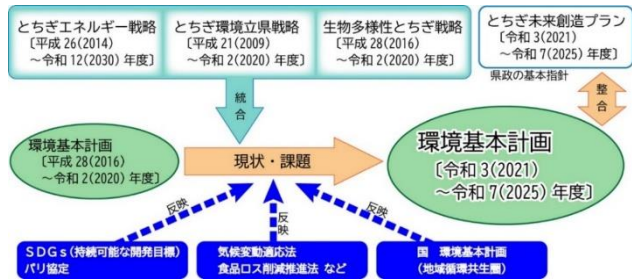 とちぎエネルギー戦略
〔平成 26(2014)
～令和 12(2030) 年度〕
とちぎ環境立県戦略
〔平成 21(2009)
～令和 2(2020) 年度〕
生物多様性とちぎ戦略
〔平成 28(2016)
～令和 2(2020) 年度〕
とちぎ未来創造プラン
〔令和 3(2021)
～令和 7(2025) 年度〕
県政の基本指針
統合
整合
環境基本計画
〔平成 28(2016)
～令和 2(2020) 年度〕
現状・課題
環境基本計画
〔令和 3(2021)
～令和 7(2025) 年度〕
反映
反映
反映
ＳＤＧｓ(持続可能な開発目標)
パリ協定
気候変動適応法
食品ロス削減推進法 など
国　環境基本計画
(地域循環共生圏)